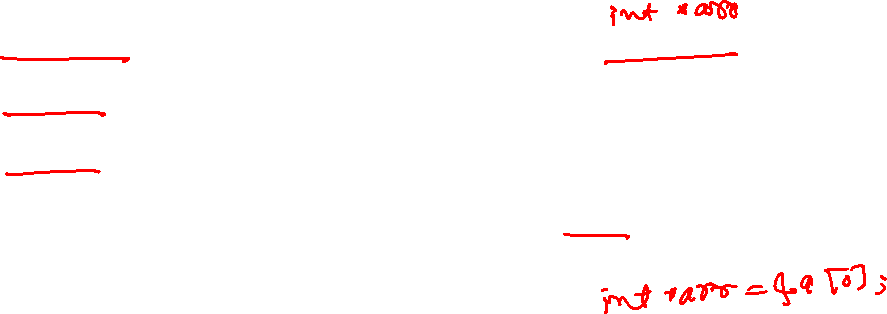 int *arr
int *arr = &a[0];